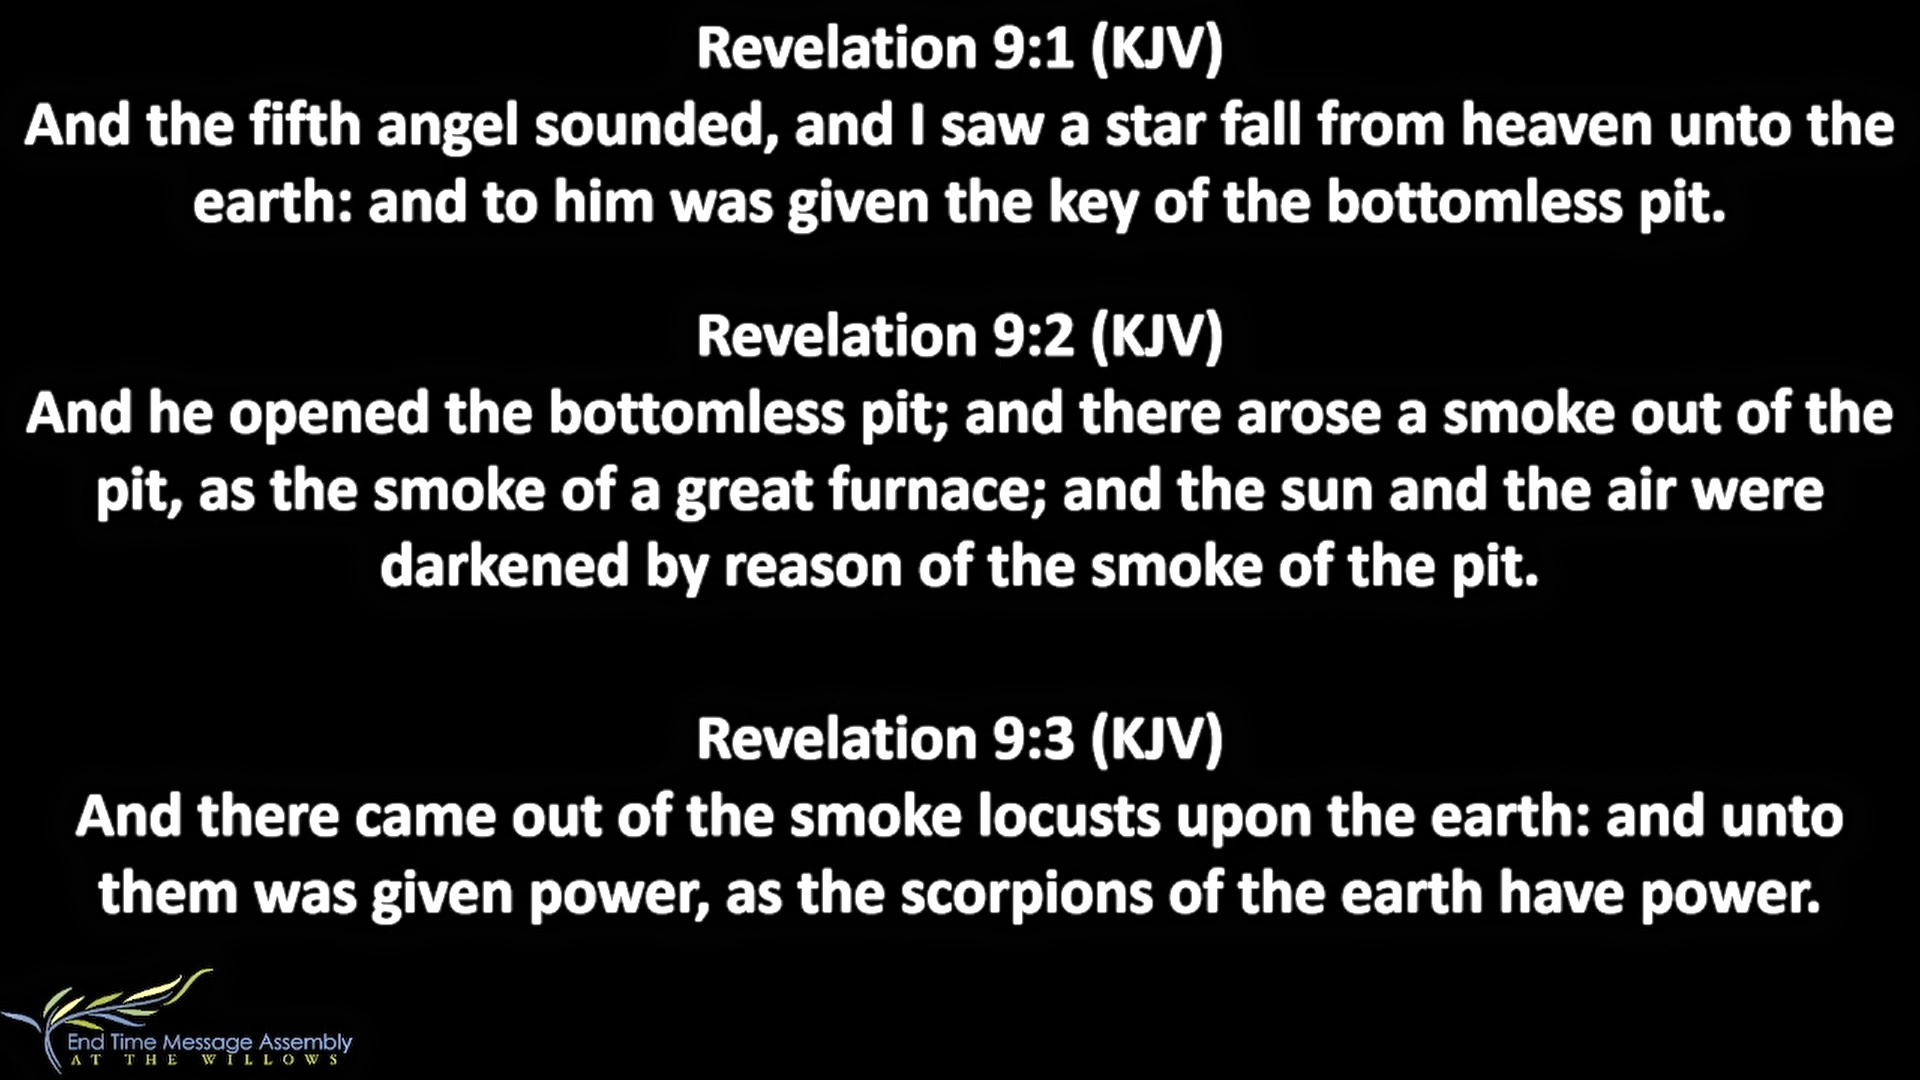 Revelation 9:1 (KJV)
And the fifth angel sounded, and I saw a star fall from heaven unto the
earth: and to him was given the key of the bottomless pit.
Revelation 9:2 (KJV)
And he opened the bottomless pit; and there arose a smoke out of the
pit, as the smoke of a great furnace; and the sun and the air were
darkened by reason of the smoke of the pit.
Revelation 9:3 (KJV)
And there came out of the smoke locusts upon the earth: and unto
them was given power, as the scorpions of the earth have power.
End Time Message Assembly
AT THE WILLOWS